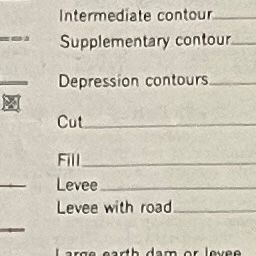 Intermediate contour
Supplementary contour
Depression contours
Cut
Fill
Levee
Levee with road
Large earth dam or levee